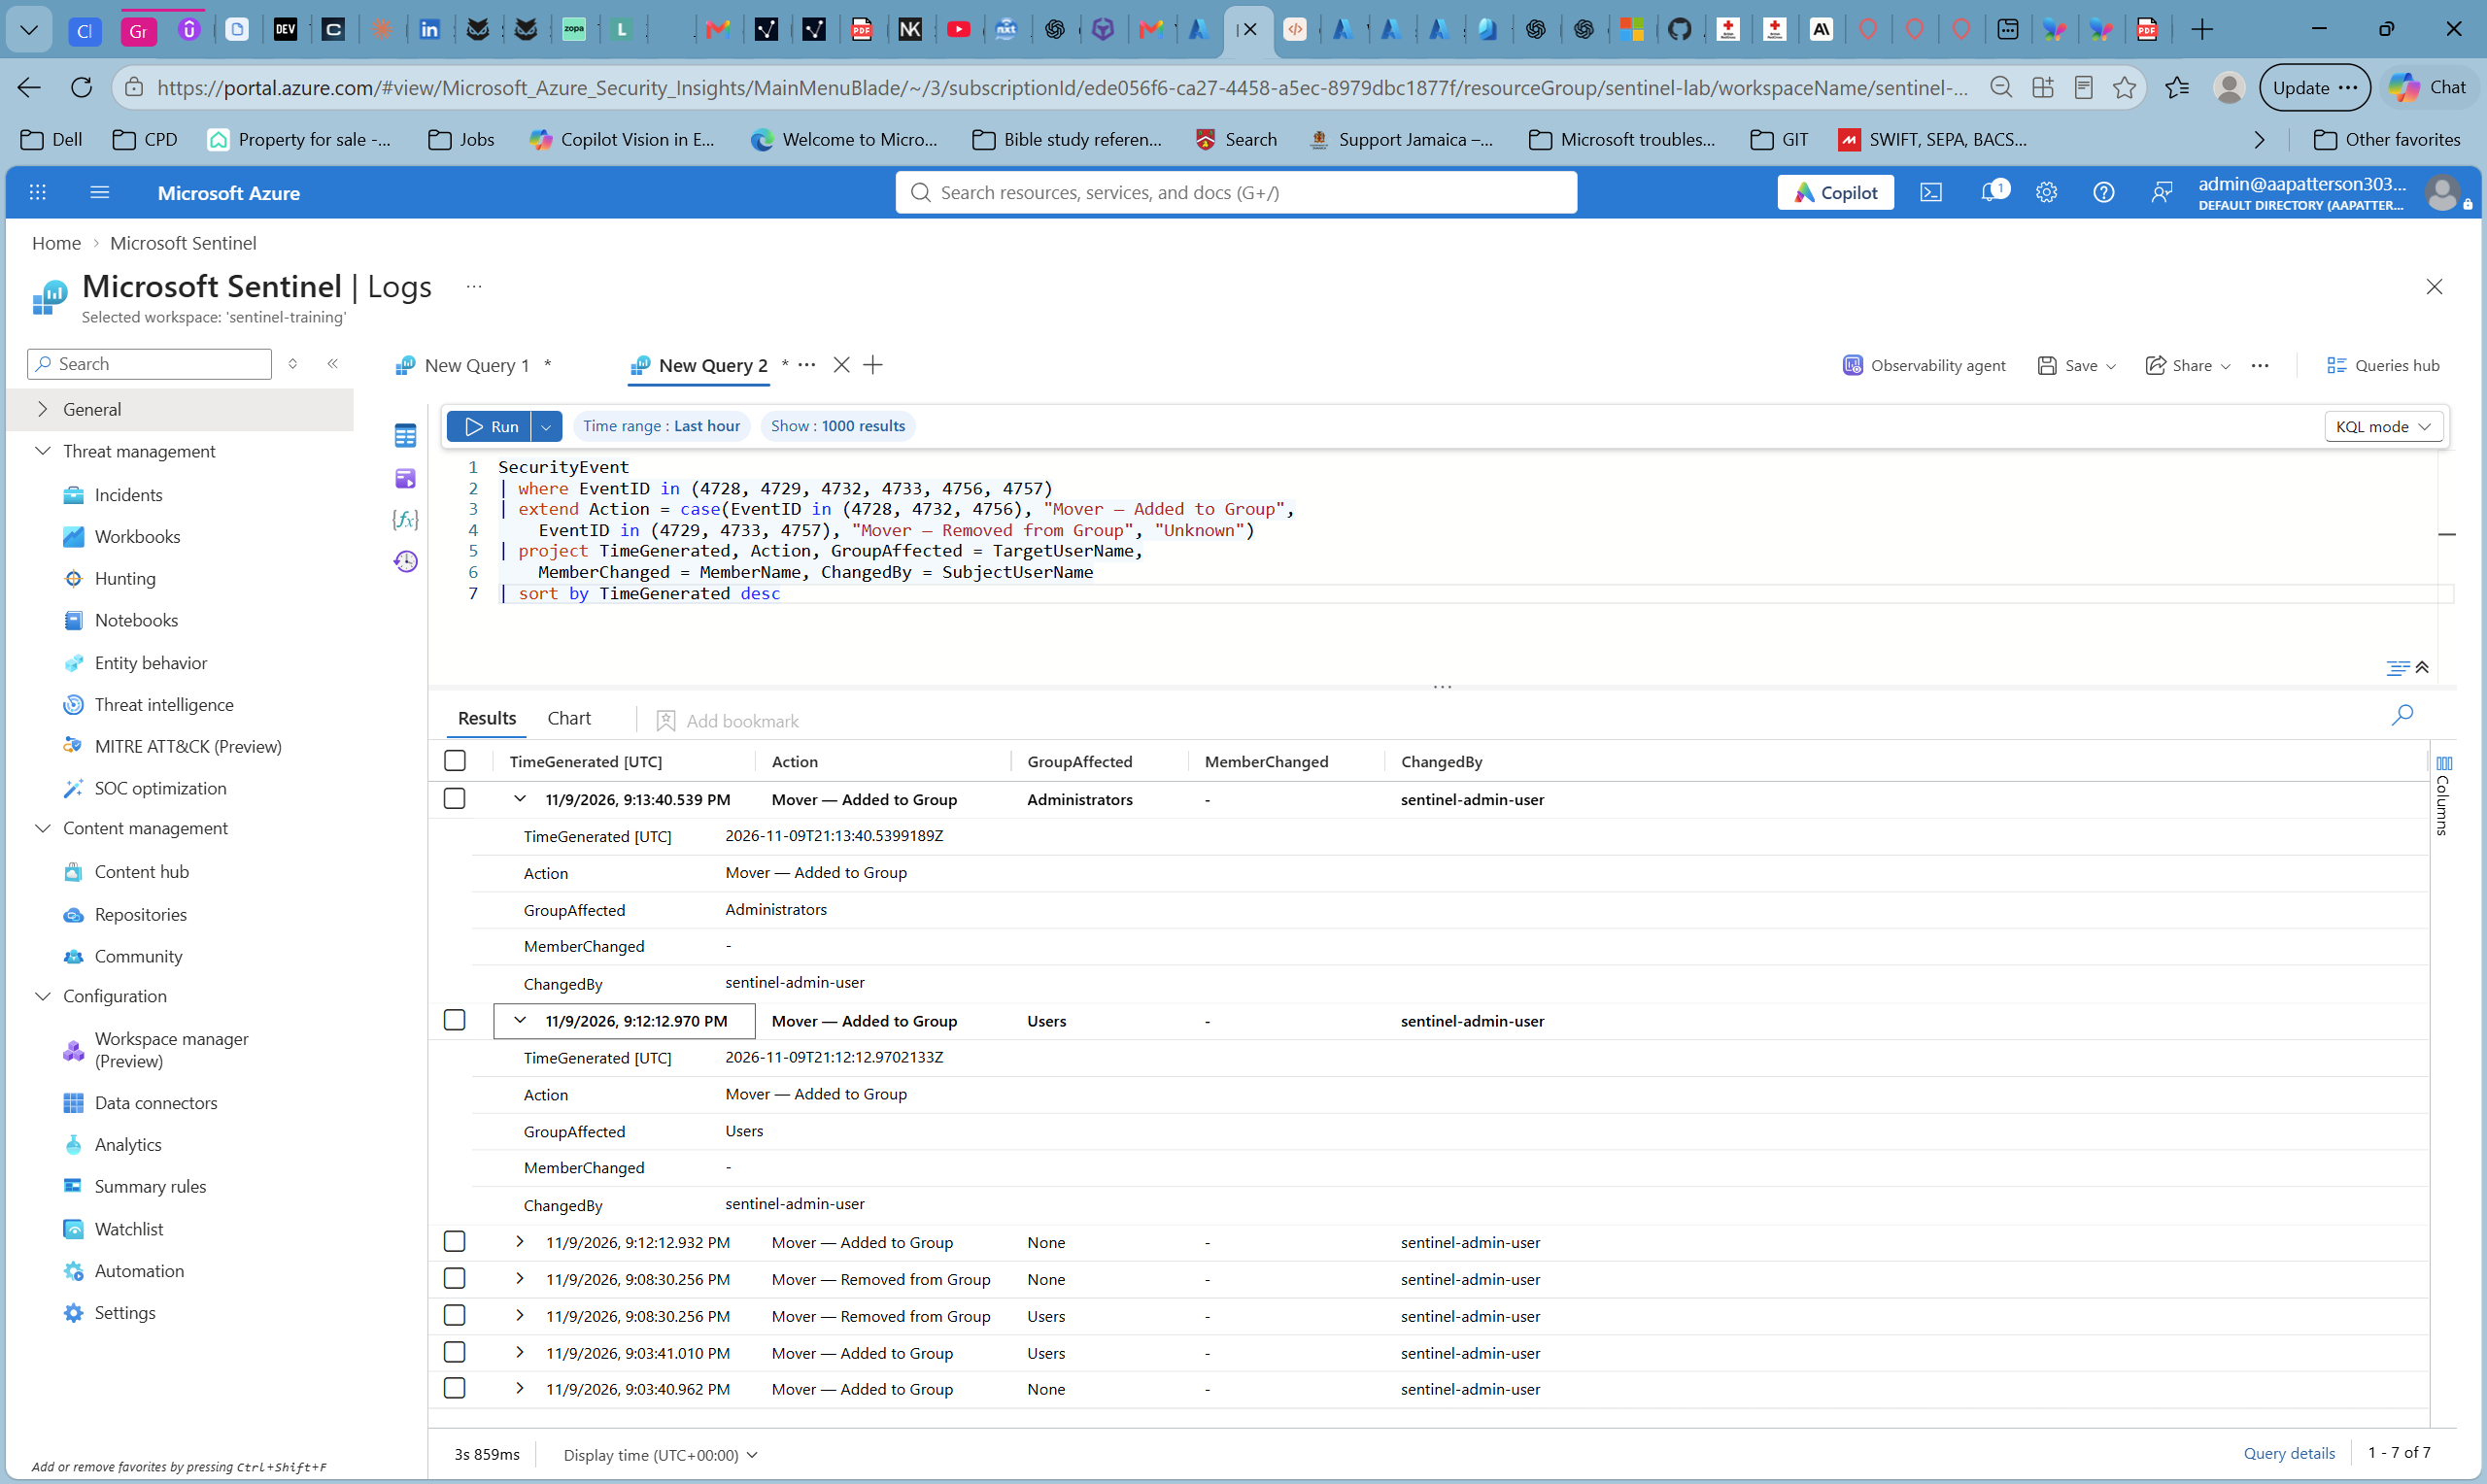 Cl
Gr
DEV
C
in
zopa
L
PDF
NK
nxt
PDF
https://portal.azure.com/#view/Microsoft_Azure_Security_Insights/MainMenuBlade/~/3/subscriptionId/ede056f6-ca27-4458-a5ec-8979dbc1877f/resourceGroup/sentinel-lab/workspaceName/sentinel-...
Update
Chat
Dell
CPD
Property for sale -...
Jobs
Copilot Vision in E...
Welcome to Micro...
Bible study referen...
Search
Support Jamaica –...
Microsoft troubles...
GIT
SWIFT, SEPA, BACS...
Other favorites
Microsoft Azure
Search resources, services, and docs (G+/)
Copilot
1
admin@aapatterson303...
DEFAULT DIRECTORY (AAPATTER...
Home > Microsoft Sentinel
Microsoft Sentinel | Logs
...
Selected workspace: 'sentinel-training'
Search
New Query 1 *
New Query 2 * ...
Observability agent
Save
Share
...
Queries hub
General
Threat management
Incidents
Workbooks
Hunting
Notebooks
Entity behavior
Threat intelligence
MITRE ATT&CK (Preview)
SOC optimization
Content management
Content hub
Repositories
Community
Configuration
Workspace manager
(Preview)
Data connectors
Analytics
Summary rules
Watchlist
Automation
Settings
Add or remove favorites by pressing Ctrl+Shift+F
Run
Time range : Last hour
Show : 1000 results
KQL mode
1 SecurityEvent
2 | where EventID in (4728, 4729, 4732, 4733, 4756, 4757)
3 | extend Action = case(EventID in (4728, 4732, 4756), "Mover — Added to Group",
4 EventID in (4729, 4733, 4757), "Mover — Removed from Group", "Unknown")
5 | project TimeGenerated, Action, GroupAffected = TargetUserName,
6 MemberChanged = MemberName, ChangedBy = SubjectUserName
7 | sort by TimeGenerated desc
Results
Chart
Add bookmark
TimeGenerated [UTC] Action GroupAffected MemberChanged ChangedBy
11/9/2026, 9:13:40.539 PM Mover — Added to Group Administrators - sentinel-admin-user
TimeGenerated [UTC] 2026-11-09T21:13:40.5399189Z
Action Mover — Added to Group
GroupAffected Administrators
MemberChanged -
ChangedBy sentinel-admin-user
11/9/2026, 9:12:12.970 PM Mover — Added to Group Users - sentinel-admin-user
TimeGenerated [UTC] 2026-11-09T21:12:12.9702133Z
Action Mover — Added to Group
GroupAffected Users
MemberChanged -
ChangedBy sentinel-admin-user
11/9/2026, 9:12:12.932 PM Mover — Added to Group None - sentinel-admin-user
11/9/2026, 9:08:30.256 PM Mover — Removed from Group None - sentinel-admin-user
11/9/2026, 9:08:30.256 PM Mover — Removed from Group Users - sentinel-admin-user
11/9/2026, 9:03:41.010 PM Mover — Added to Group Users - sentinel-admin-user
11/9/2026, 9:03:40.962 PM Mover — Added to Group None - sentinel-admin-user
Columns
3s 859ms
Display time (UTC+00:00)
Query details
1 - 7 of 7